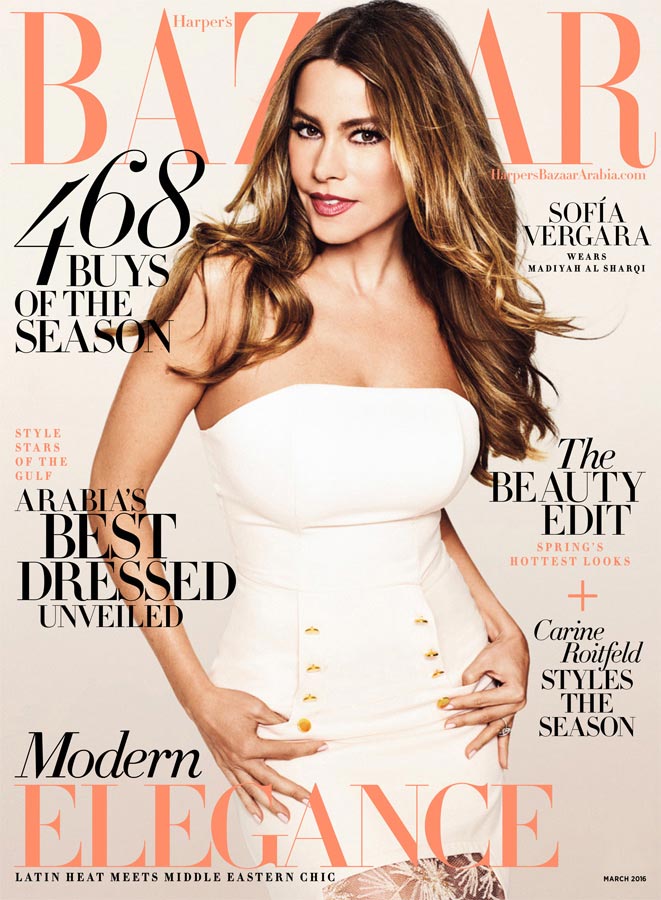 Harper's
BAZAAR
HarpersBazaarArabia.com
468
BUYS
OF THE
SEASON
SOFÍA
VERGARA
WEARS
MADIYAH AL SHARQI
STYLE
STARS
OF THE
GULF
ARABIA'S
BEST
DRESSED
UNVEILED
The
BEAUTY
EDIT
SPRING'S
HOTTEST LOOKS
+
Carine
Roitfeld
STYLES
THE
SEASON
Modern
ELEGANCE
LATIN HEAT MEETS MIDDLE EASTERN CHIC
MARCH 2016